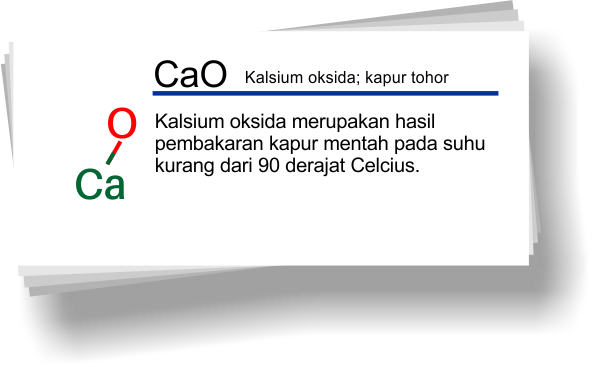 CaO Kalsium oksida; kapur tohor
Kalsium oksida merupakan hasil
pembakaran kapur mentah pada suhu
kurang dari 90 derajat Celcius.
O
Ca